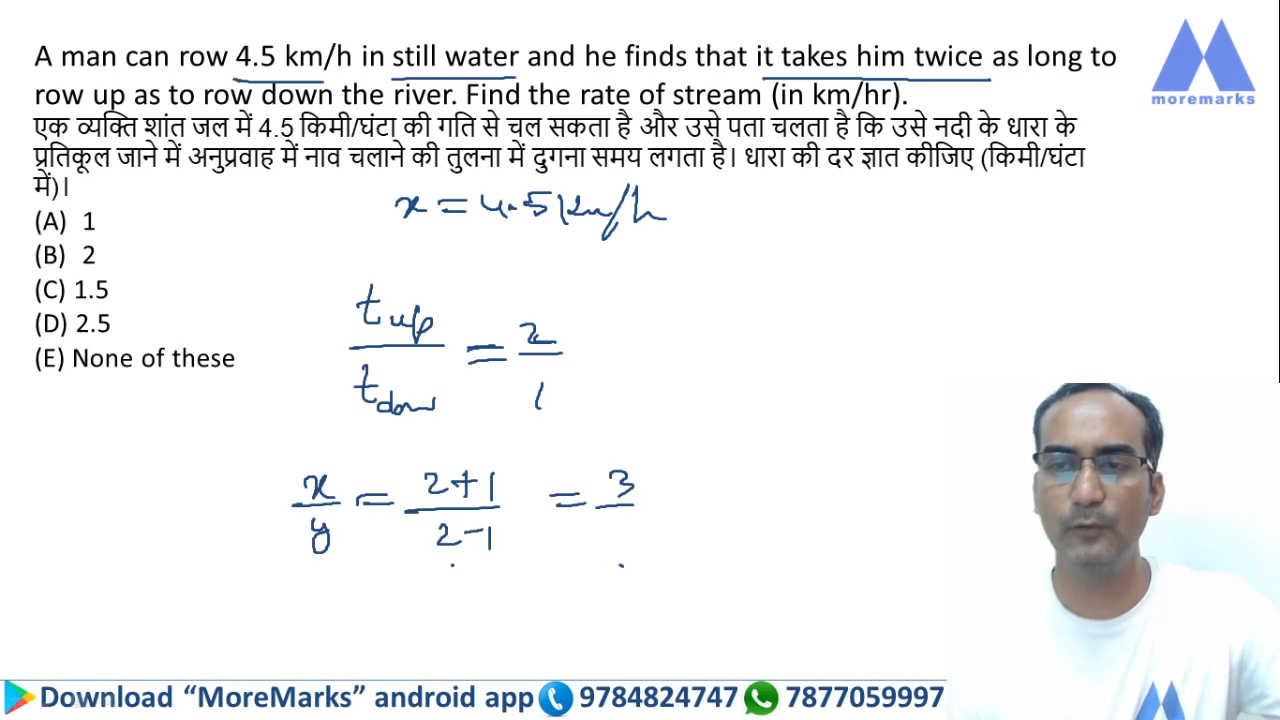 A man can row 4.5 km/h in still water and he finds that it takes him twice as long to
row up as to row down the river. Find the rate of stream (in km/hr).
एक व्यक्ति शांत जल में 4.5 किमी/घंटा की गति से चल सकता है और उसे पता चलता है कि उसे नदी के धारा के
प्रतिकूल जाने में अनुप्रवाह में नाव चलाने की तुलना में दुगना समय लगता है। धारा की दर ज्ञात कीजिए (किमी/घंटा
में)।
(A) 1
(B) 2
(C) 1.5
(D) 2.5
(E) None of these
x = 4.5 km/h
t up / t down = 2 / 1
x / y = 2+1 / 2-1 = 3
moremarks
Download “MoreMarks” android app 9784824747 7877059997